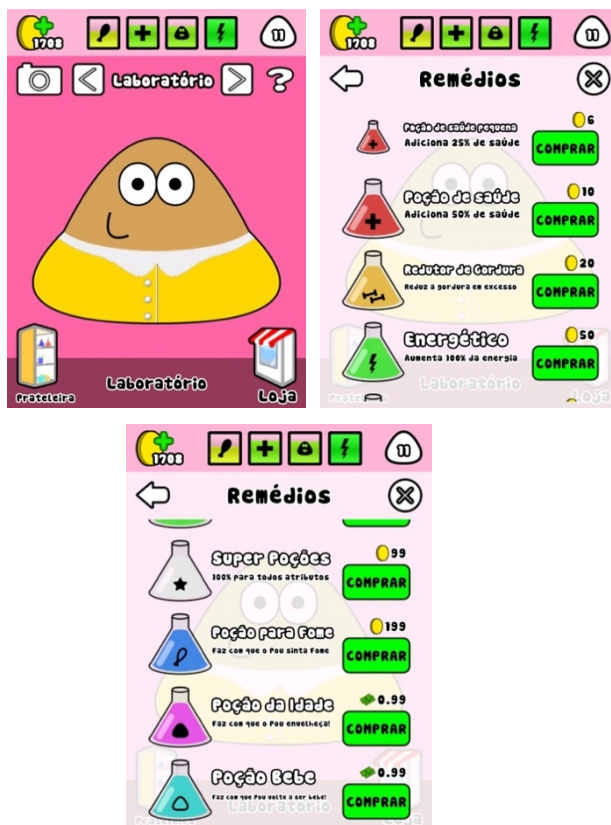 1708
11
Laboratório
?
Prateleira
Laboratório
Loja
1708
11
Remédios
Poção de saúde pequena
Adiciona 25% de saúde
6
COMPRAR
Poção de saúde
Adiciona 50% de saúde
10
COMPRAR
Redutor de Gordura
Reduz a gordura em excesso
20
COMPRAR
Energético
Aumenta 100% da energia
50
COMPRAR
Prateleira
Laboratório
Loja
1708
11
Remédios
Super Poções
100% para todos atributos
99
COMPRAR
Poção para Fome
Faz com que o Pou sinta Fome
199
COMPRAR
Poção da Idade
Faz com que o Pou envelheça!
0.99
COMPRAR
Poção Bebe
Faz com que Pou volte a ser bebê!
0.99
COMPRAR
Laboratório